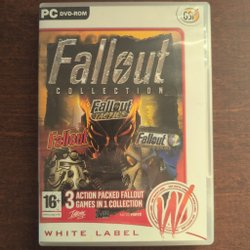 PC DVD-ROM
GSP
Fallout
COLLECTION
Fallout
TACTICS
Fallout
Fallout
16+
3 ACTION PACKED FALLOUT
GAMES IN 1 COLLECTION
WHITE LABEL